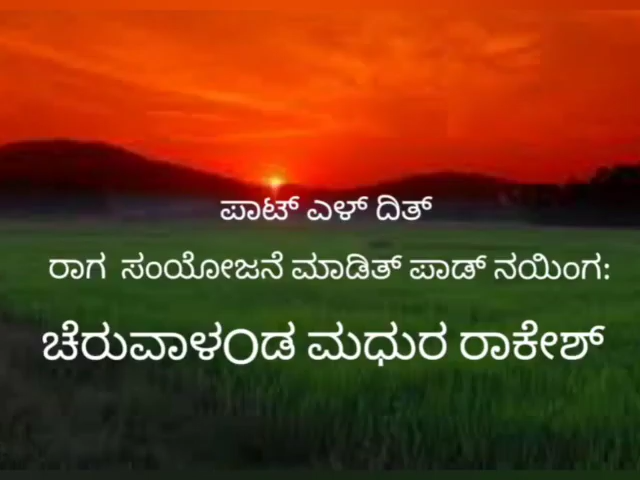 ಪಾಟ್ ಎಳ್‌ದಿತ್
ರಾಗ ಸಂಯೋಜನೆ ಮಾಡಿತ್ ಪಾಡ್‌ನಯಿಂಗ:
ಚೆರುವಾಳಂಡ ಮಧುರ ರಾಕೇಶ್